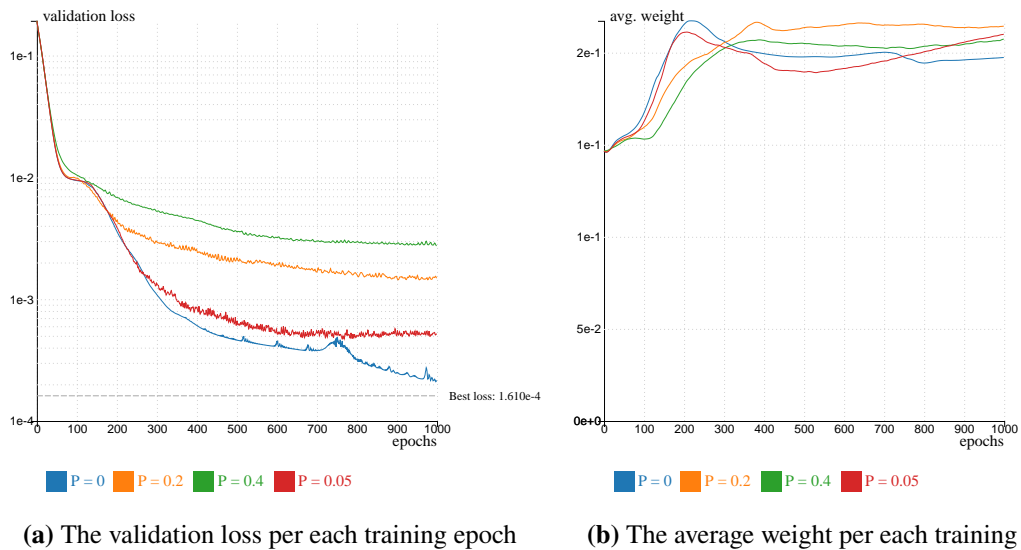 validation loss
1e-1
1e-2
1e-3
1e-4
Best loss: 1.610e-4
0 100 200 300 400 500 600 700 800 900 1000
epochs
P = 0 P = 0.2 P = 0.4 P = 0.05
(a) The validation loss per each training epoch
avg. weight
2e-1
1e-1
1e-1
5e-2
0e+0
0 100 200 300 400 500 600 700 800 900 1000
epochs
P = 0 P = 0.2 P = 0.4 P = 0.05
(b) The average weight per each training